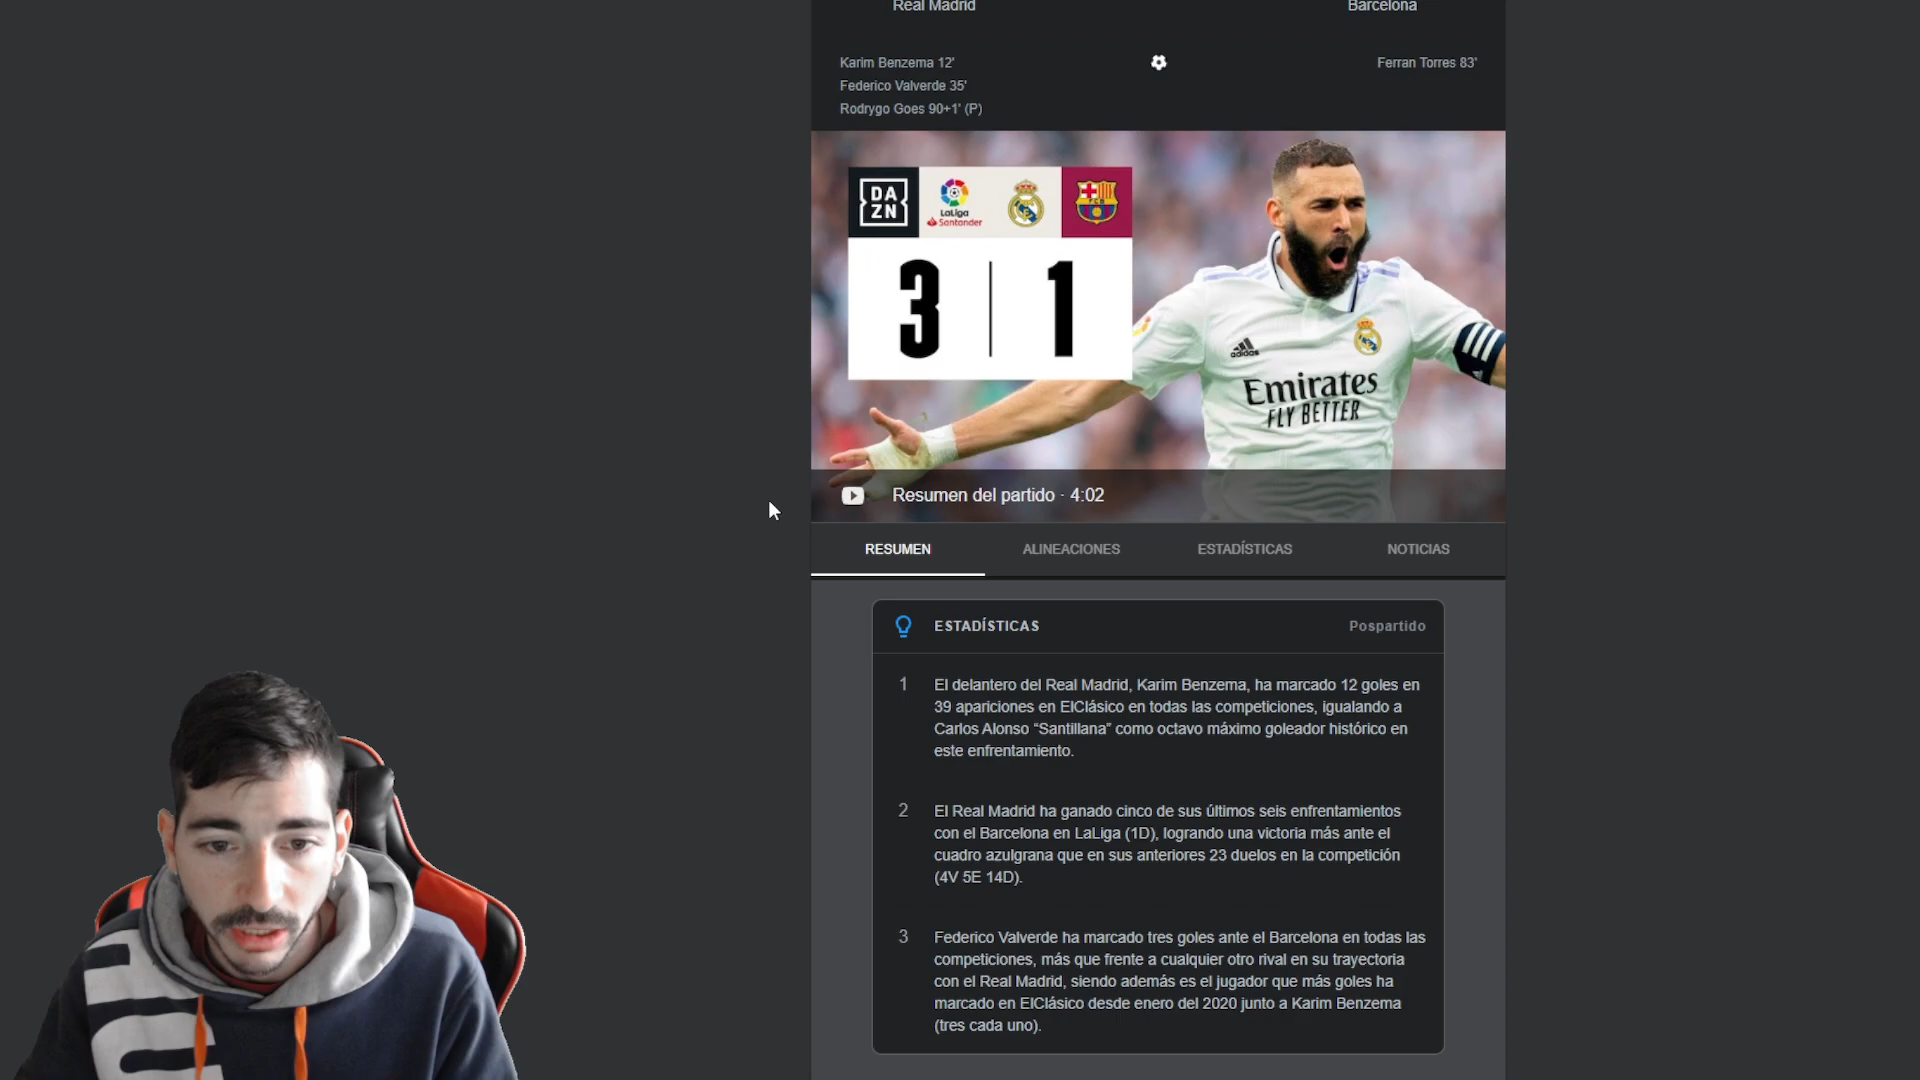 Real Madrid
Barcelona
Karim Benzema 12'
Ferran Torres 83'
Federico Valverde 35'
Rodrygo Goes 90+1' (P)
DAZN
LaLiga
Santander
3 1
adidas
Emirates
FLY BETTER
Resumen del partido · 4:02
RESUMEN ALINEACIONES ESTADÍSTICAS NOTICIAS
ESTADÍSTICAS Pospartido
1 El delantero del Real Madrid, Karim Benzema, ha marcado 12 goles en
39 apariciones en ElClásico en todas las competiciones, igualando a
Carlos Alonso "Santillana" como octavo máximo goleador histórico en
este enfrentamiento.
2 El Real Madrid ha ganado cinco de sus últimos seis enfrentamientos
con el Barcelona en LaLiga (1D), logrando una victoria más ante el
cuadro azulgrana que en sus anteriores 23 duelos en la competición
(4V 5E 14D).
3 Federico Valverde ha marcado tres goles ante el Barcelona en todas las
competiciones, más que frente a cualquier otro rival en su trayectoria
con el Real Madrid, siendo además es el jugador que más goles ha
marcado en ElClásico desde enero del 2020 junto a Karim Benzema
(tres cada uno).